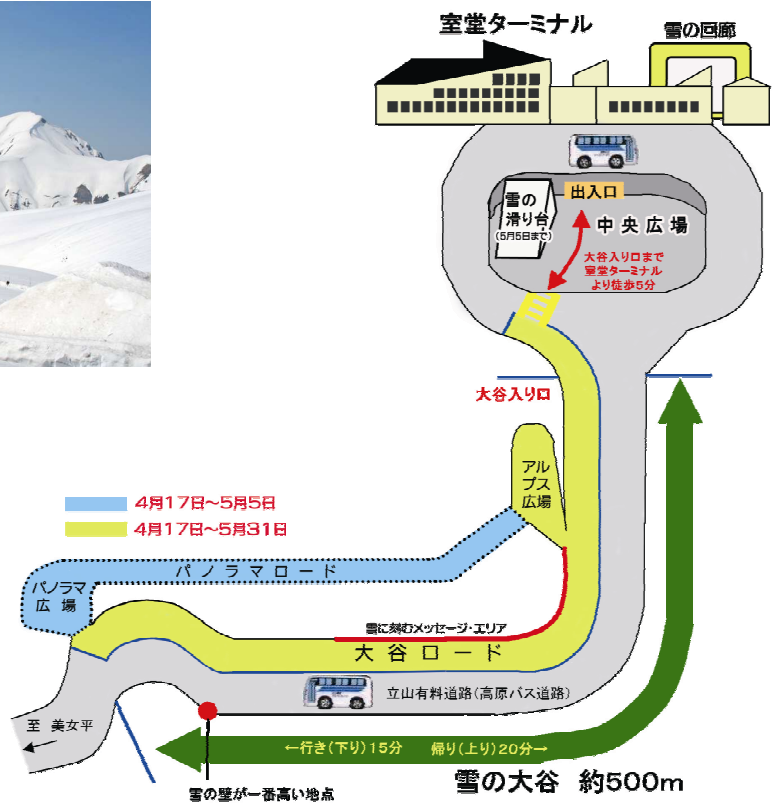 室堂ターミナル
雪の回廊
出入口
雪の
滑り台
(5月5日まで)
中央広場
大谷入り口まで
室堂ターミナル
より徒歩5分
大谷入り口
アル
プス
広場
4月17日～5月5日
4月17日～5月31日
パノラマロード
パノラマ
広場
雪に刻むメッセージ・エリア
大谷ロード
立山有料道路(高原バス道路)
至 美女平
←行き(下り)15分 帰り(上り)20分→
雪の大谷 約500m
雪の壁が一番高い地点